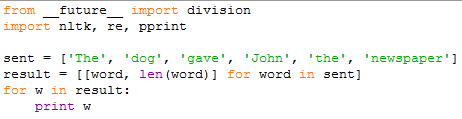 from __future__ import division
import nltk, re, pprint
sent = ['The', 'dog', 'gave', 'John', 'the', 'newspaper']
result = [[word, len(word)] for word in sent]
for w in result:
    print w